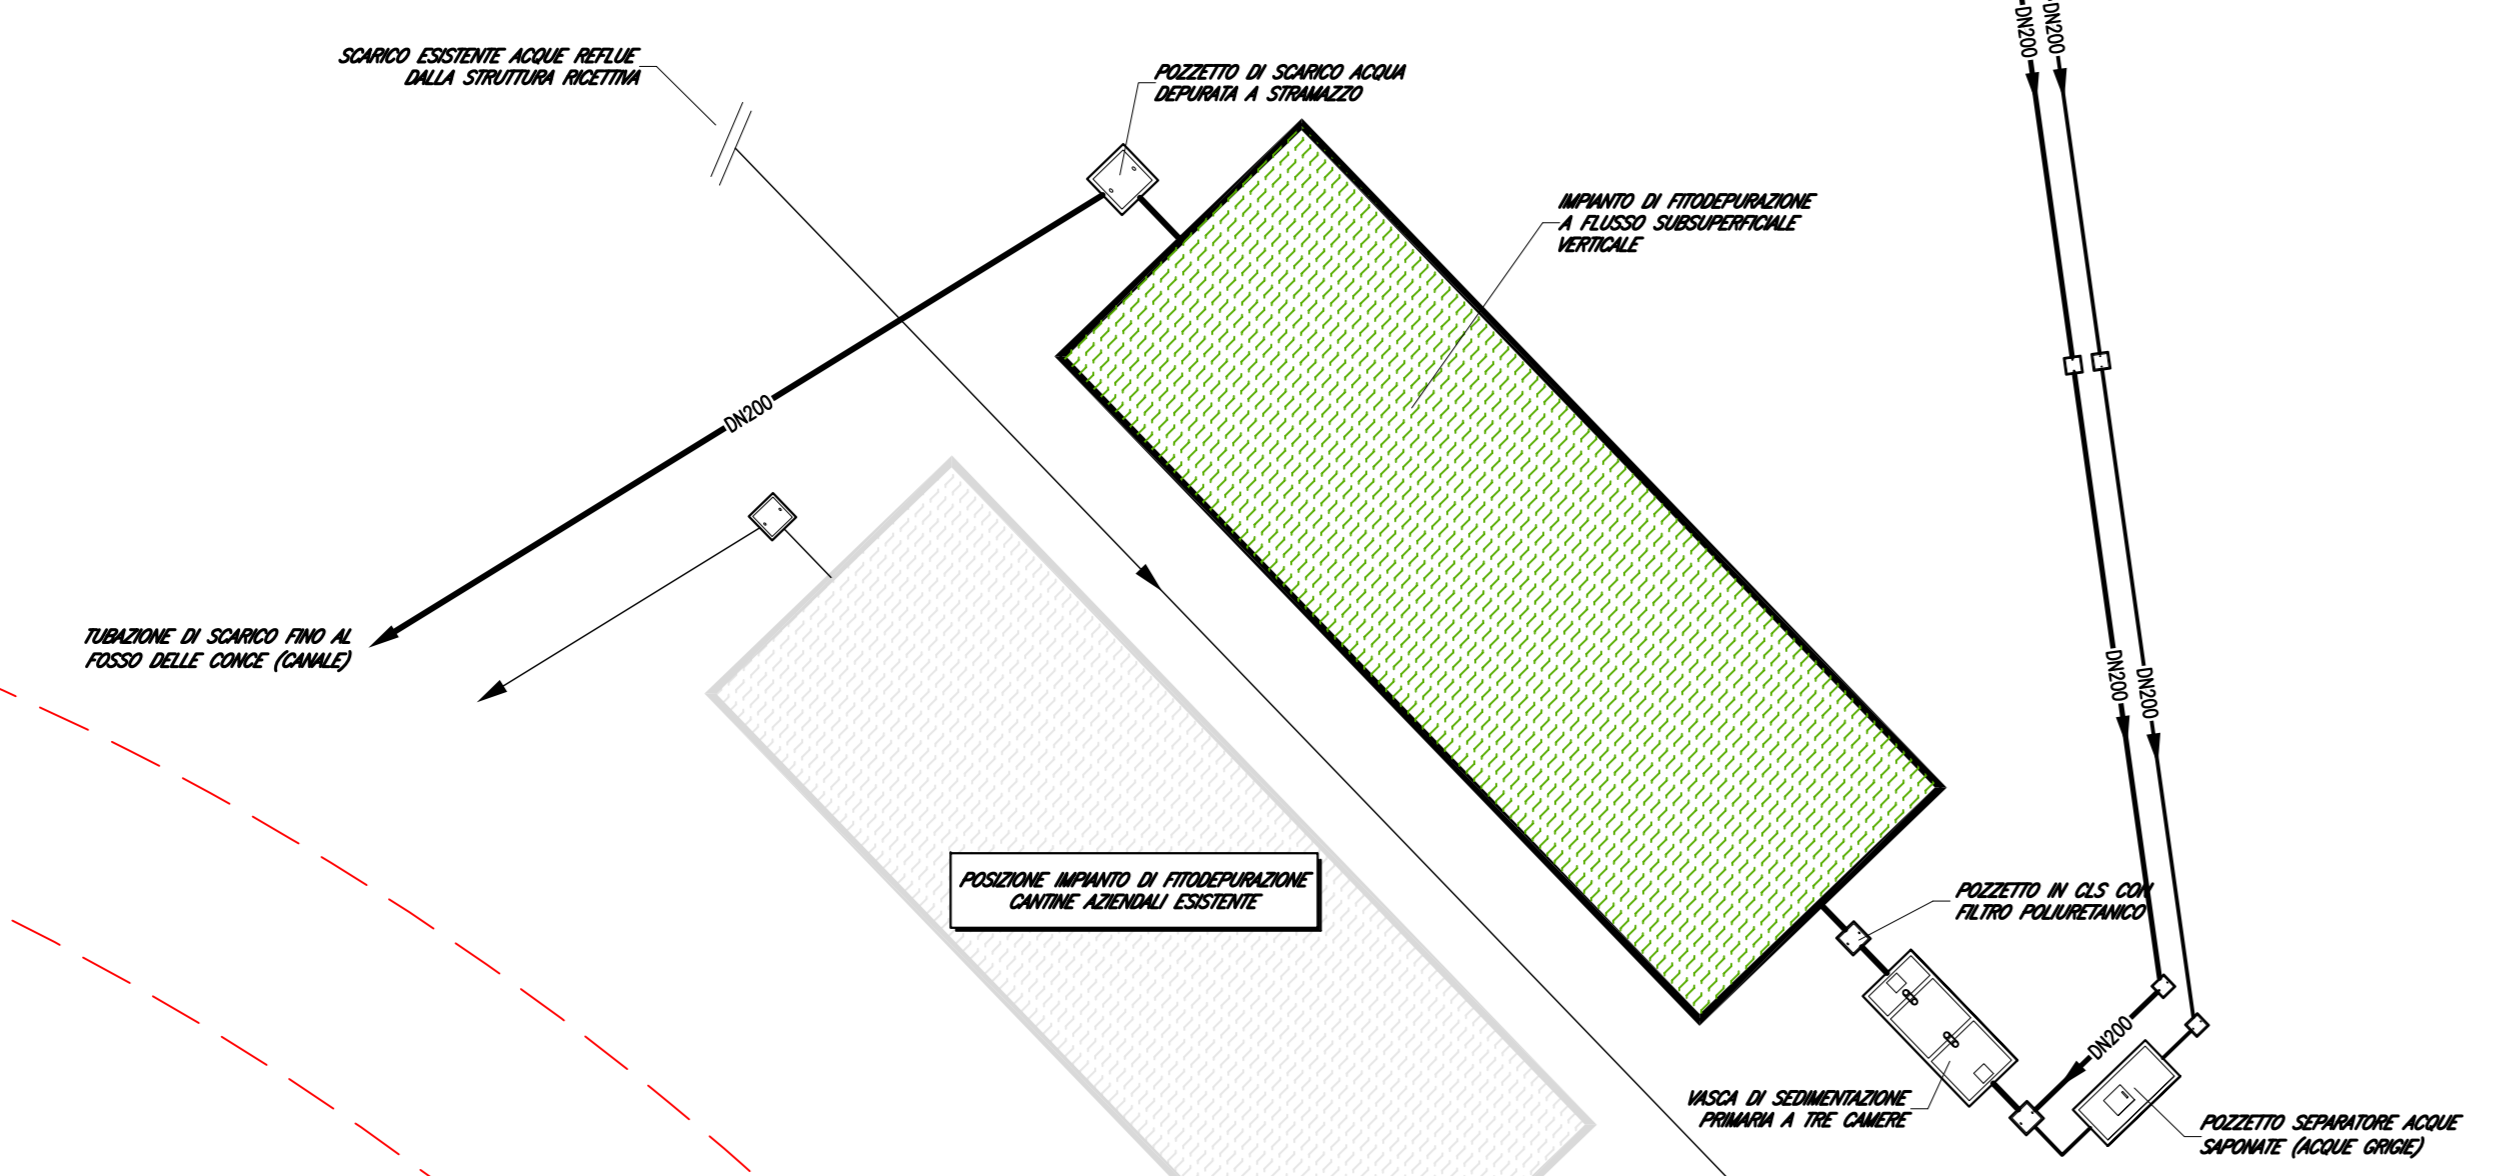 SCARICO ESISTENTE ACQUE REFLUE
DALLA STRUTTURA RICETTIVA
POZZETTO DI SCARICO ACQUA
DEPURATA A STRAMAZZO
DN200
DN200
IMPIANTO DI FITODEPURAZIONE
A FLUSSO SUBSUPERFICIALE
VERTICALE
DN200
TUBAZIONE DI SCARICO FINO AL
FOSSO DELLE CONCE (CANALE)
DN200
DN200
POSIZIONE IMPIANTO DI FITODEPURAZIONE
CANTINE AZIENDALI ESISTENTE
POZZETTO IN CLS CON
FILTRO POLIURETANICO
DN200
VASCA DI SEDIMENTAZIONE
PRIMARIA A TRE CAMERE
POZZETTO SEPARATORE ACQUE
SAPONATE (ACQUE GRIGIE)